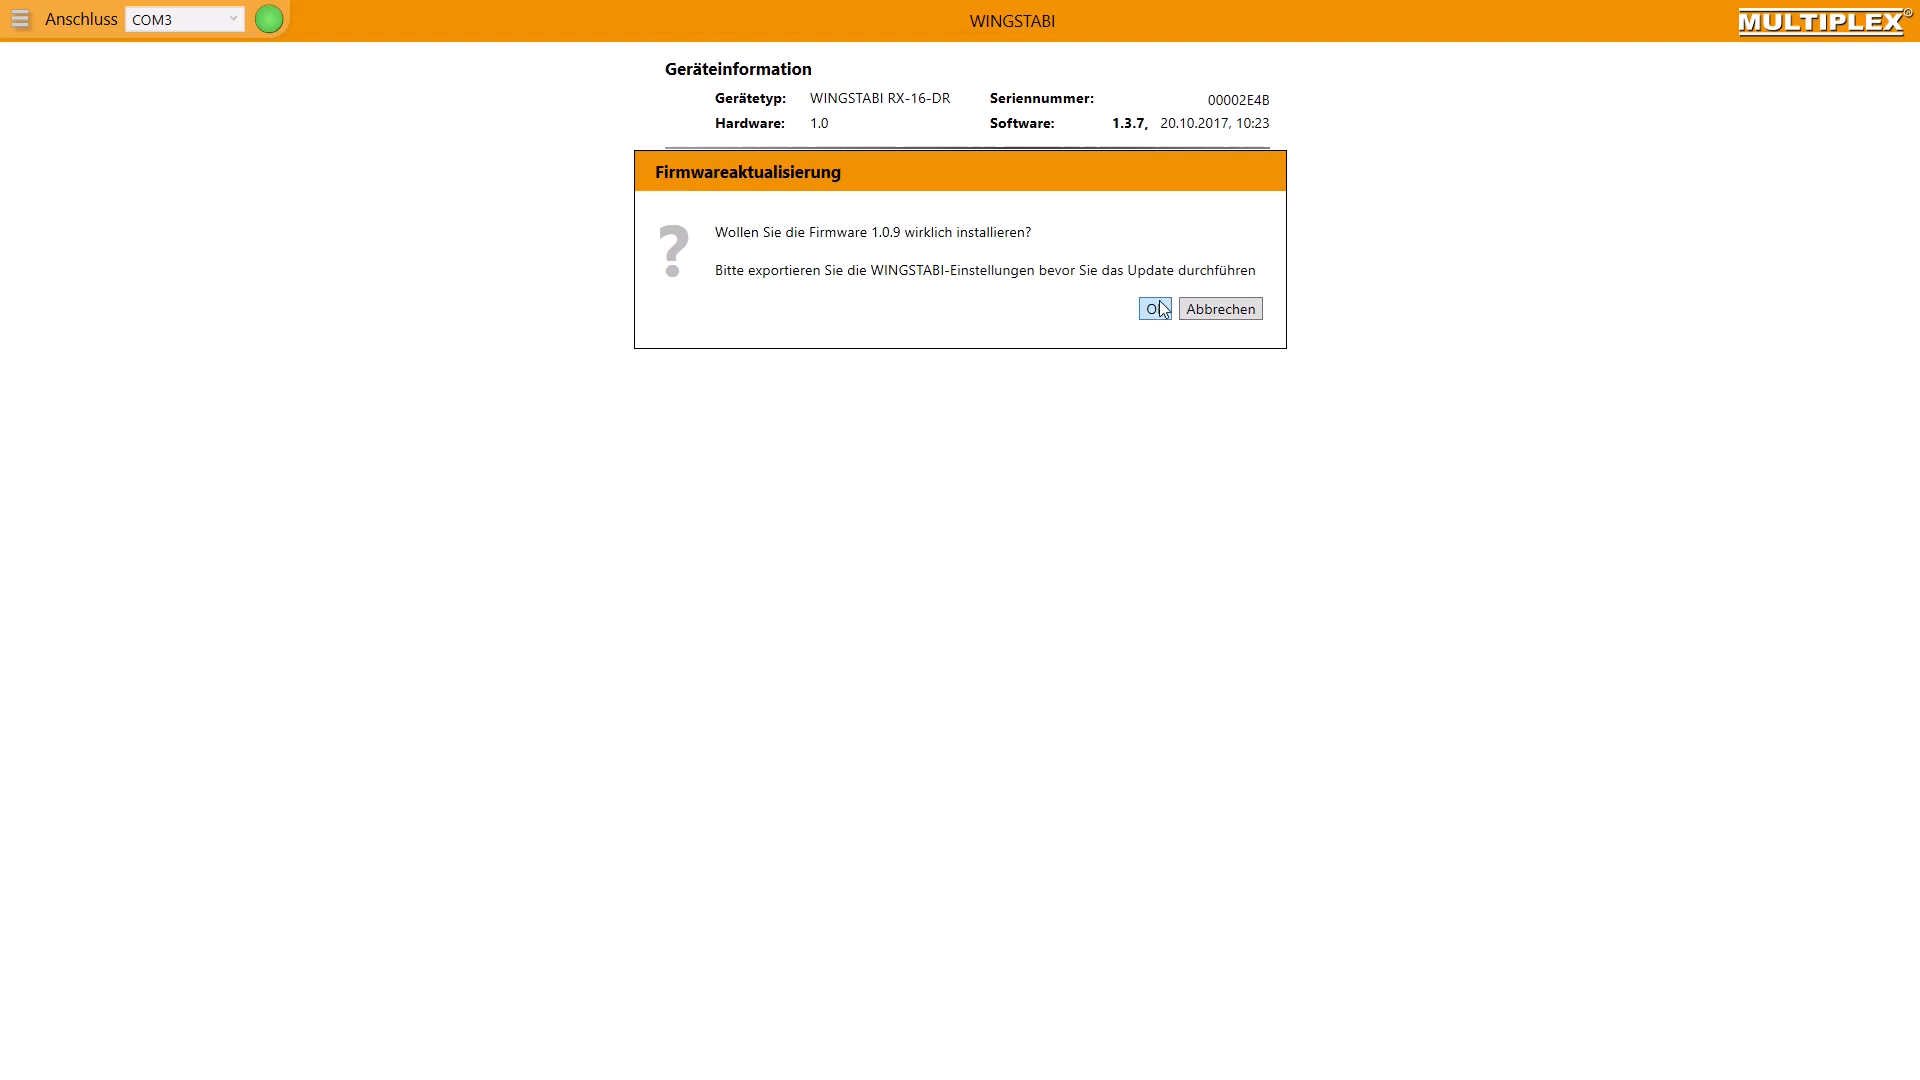 Anschluss COM3 WINGSTABI MULTIPLEX®
Geräteinformation
Gerätetyp: WINGSTABI RX-16-DR Seriennummer: 00002E4B
Hardware: 1.0 Software: 1.3.7, 20.10.2017, 10:23
Firmwareaktualisierung
? Wollen Sie die Firmware 1.0.9 wirklich installieren?
Bitte exportieren Sie die WINGSTABI-Einstellungen bevor Sie das Update durchführen
Abbrechen